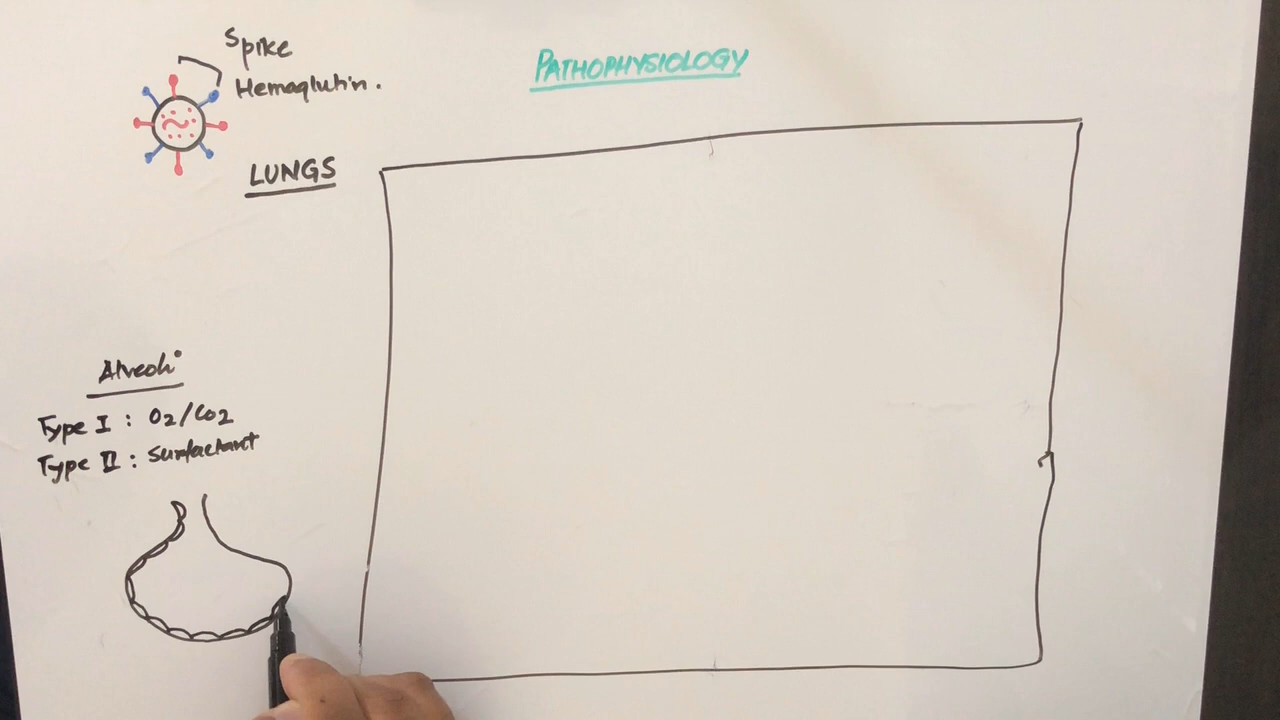 Spike
Hemaglutin.
PATHOPHYSIOLOGY
LUNGS
Alveoli
Type I : O2/CO2
Type II : Surfactant